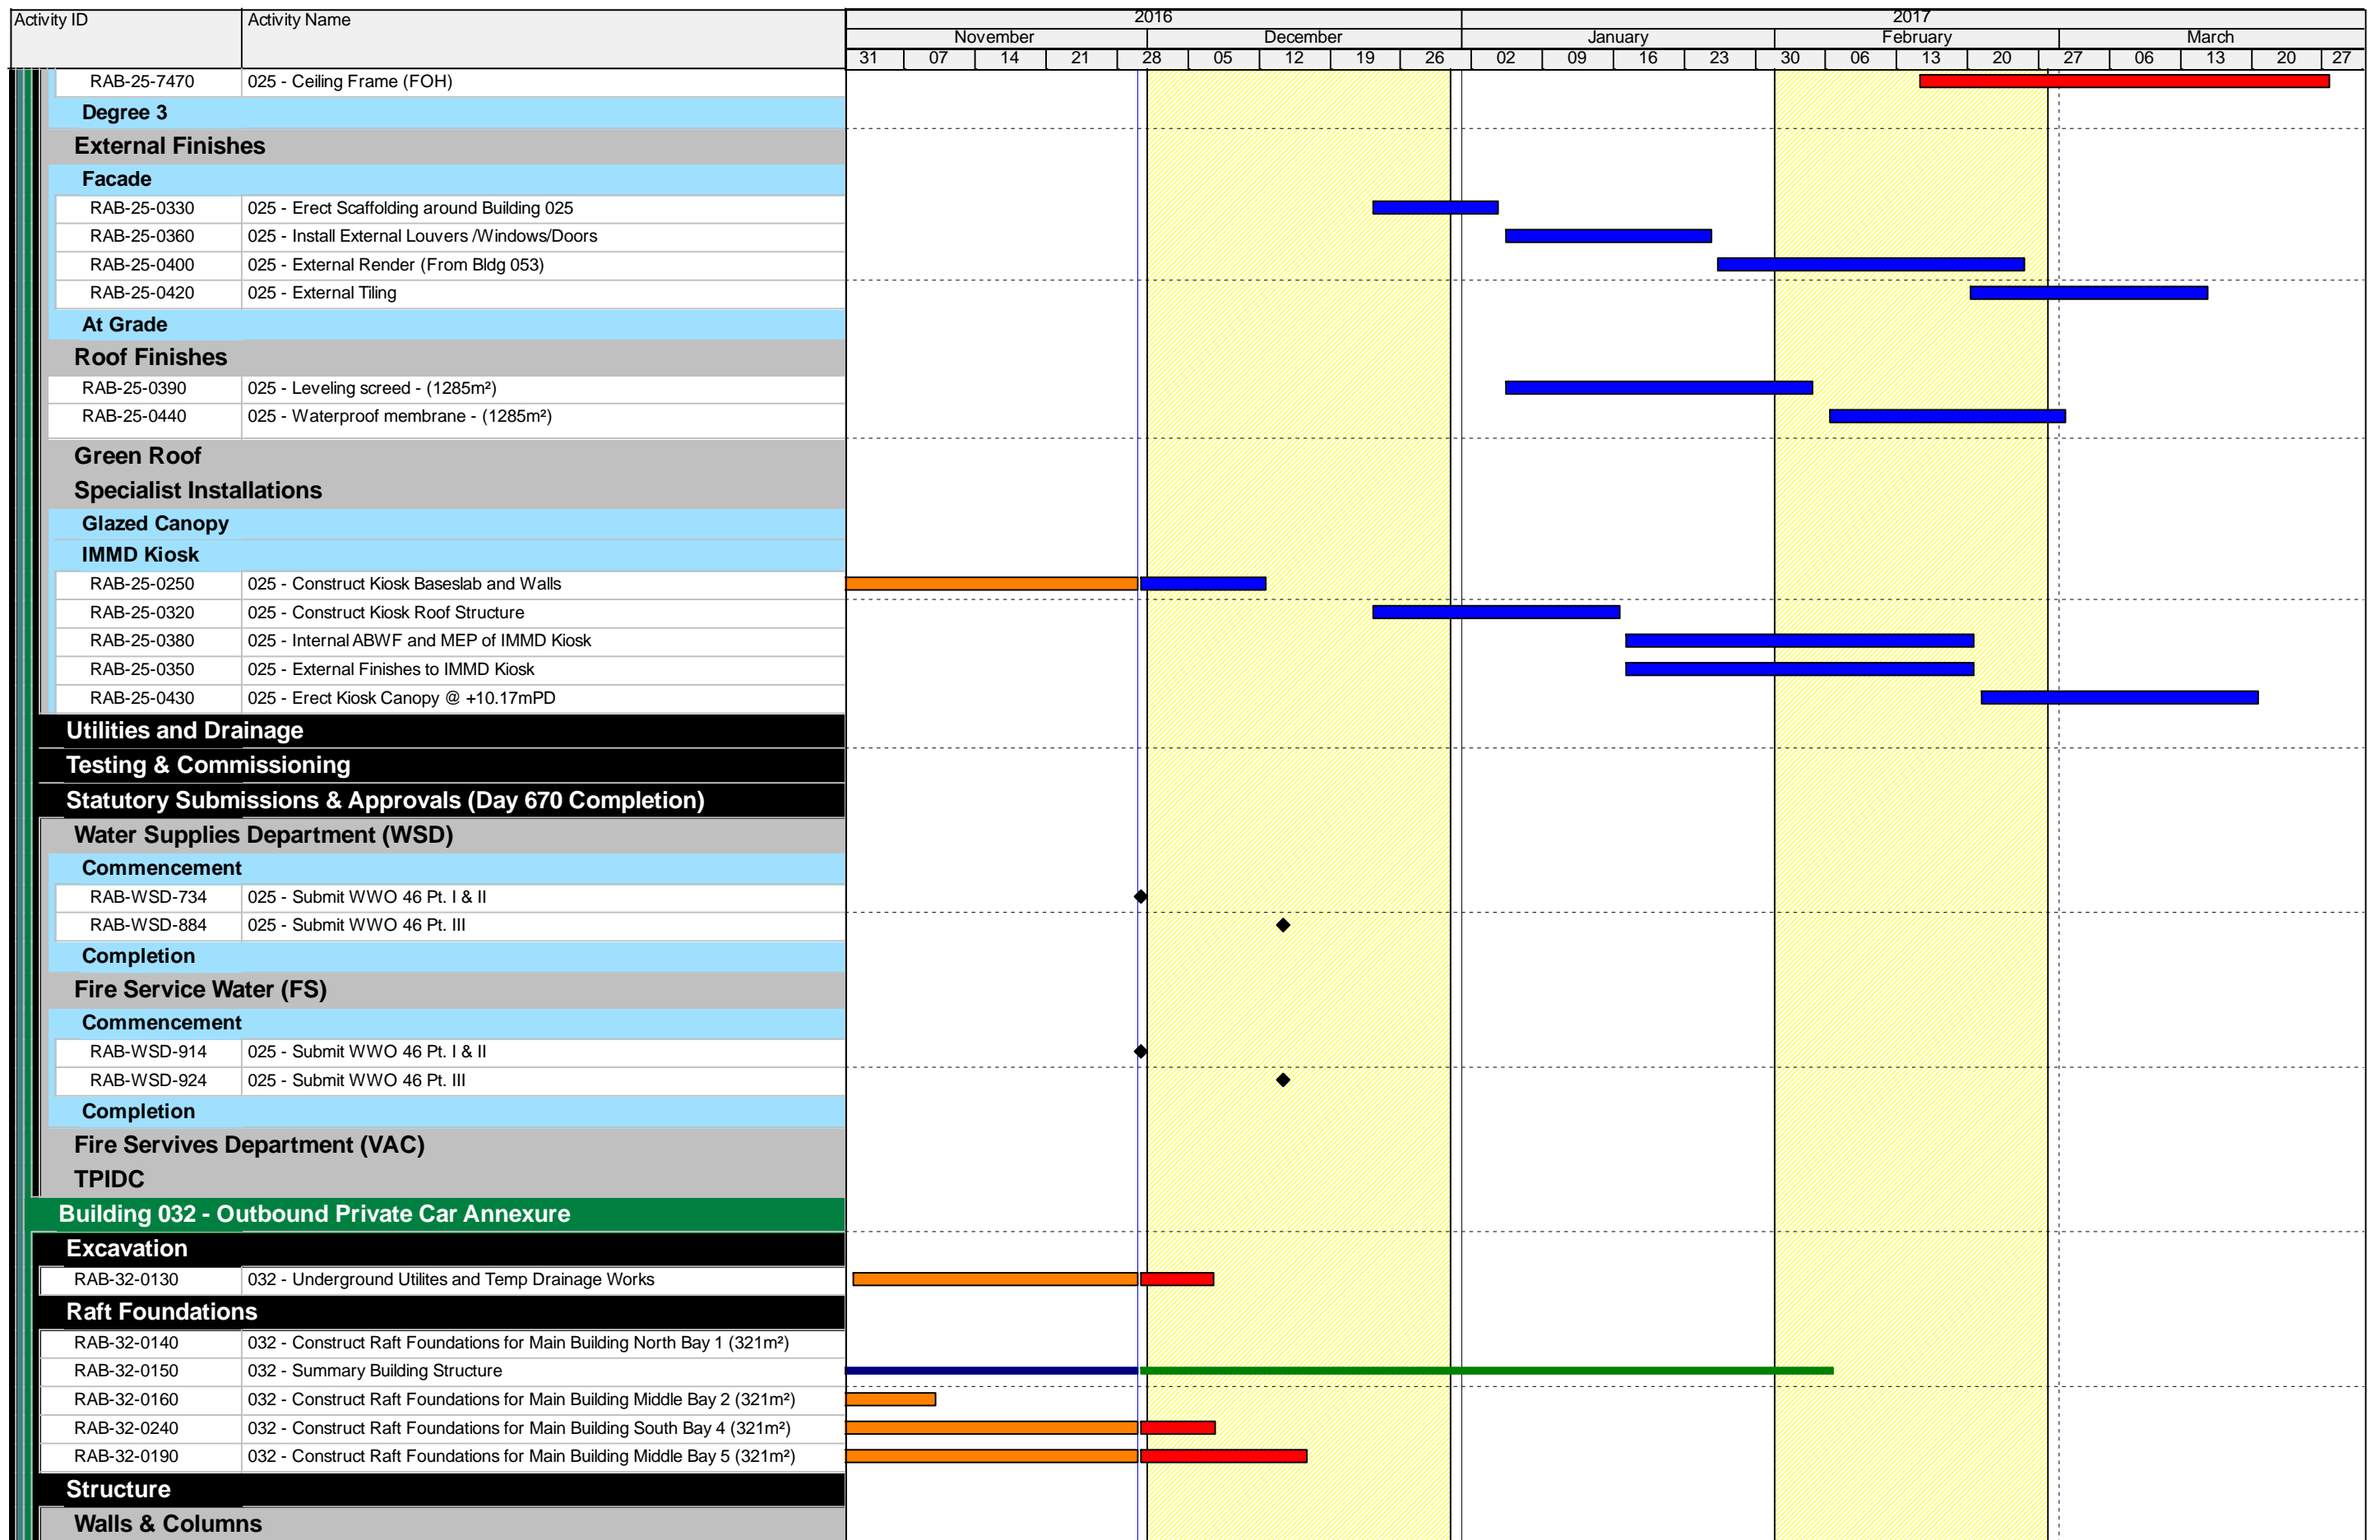 Activity ID Activity Name 2016 2017
November December January February March
31 07 14 21 28 05 12 19 26 02 09 16 23 30 06 13 20 27 06 13 20 27
RAB-25-7470 025 - Ceiling Frame (FOH)
Degree 3
External Finishes
Facade
RAB-25-0330 025 - Erect Scaffolding around Building 025
RAB-25-0360 025 - Install External Louvers /Windows/Doors
RAB-25-0400 025 - External Render (From Bldg 053)
RAB-25-0420 025 - External Tiling
At Grade
Roof Finishes
RAB-25-0390 025 - Leveling screed - (1285m²)
RAB-25-0440 025 - Waterproof membrane - (1285m²)
Green Roof
Specialist Installations
Glazed Canopy
IMMD Kiosk
RAB-25-0250 025 - Construct Kiosk Baseslab and Walls
RAB-25-0320 025 - Construct Kiosk Roof Structure
RAB-25-0380 025 - Internal ABWF and MEP of IMMD Kiosk
RAB-25-0350 025 - External Finishes to IMMD Kiosk
RAB-25-0430 025 - Erect Kiosk Canopy @ +10.17mPD
Utilities and Drainage
Testing & Commissioning
Statutory Submissions & Approvals (Day 670 Completion)
Water Supplies Department (WSD)
Commencement
RAB-WSD-734 025 - Submit WWO 46 Pt. I & II
RAB-WSD-884 025 - Submit WWO 46 Pt. III
Completion
Fire Service Water (FS)
Commencement
RAB-WSD-914 025 - Submit WWO 46 Pt. I & II
RAB-WSD-924 025 - Submit WWO 46 Pt. III
Completion
Fire Servives Department (VAC)
TPIDC
Building 032 - Outbound Private Car Annexure
Excavation
RAB-32-0130 032 - Underground Utilites and Temp Drainage Works
Raft Foundations
RAB-32-0140 032 - Construct Raft Foundations for Main Building North Bay 1 (321m²)
RAB-32-0150 032 - Summary Building Structure
RAB-32-0160 032 - Construct Raft Foundations for Main Building Middle Bay 2 (321m²)
RAB-32-0240 032 - Construct Raft Foundations for Main Building South Bay 4 (321m²)
RAB-32-0190 032 - Construct Raft Foundations for Main Building Middle Bay 5 (321m²)
Structure
Walls & Columns